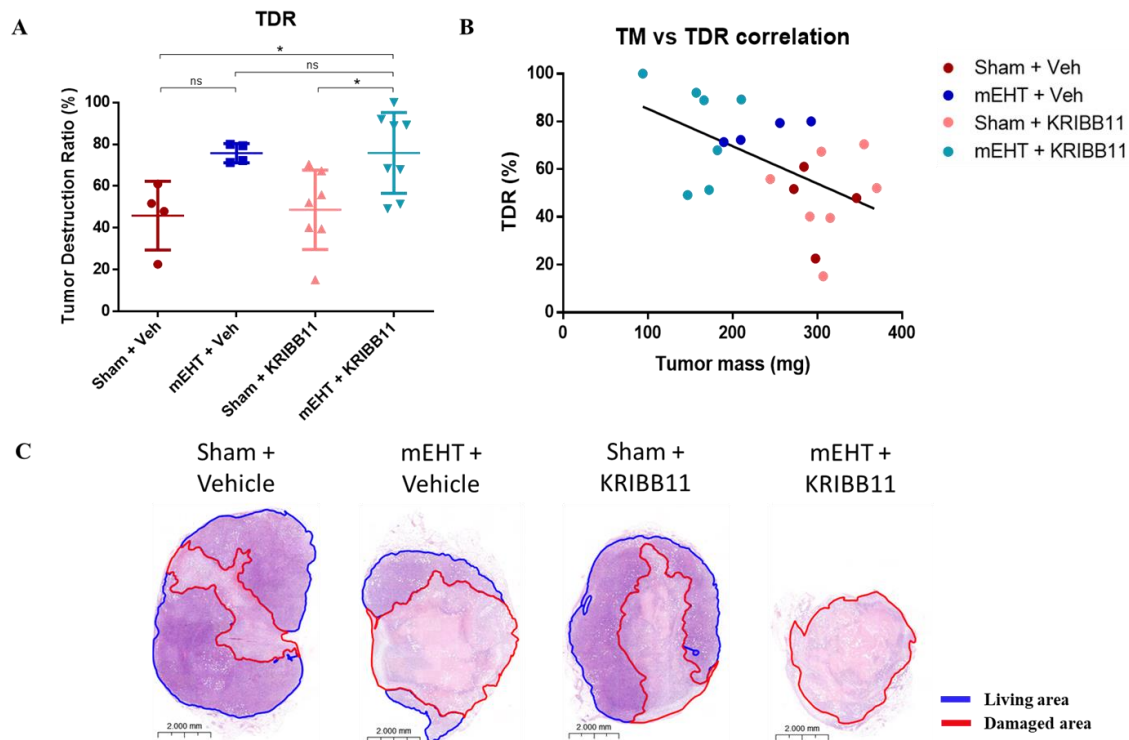 A
TDR
*
ns
ns
*
Tumor Destruction Ratio (%)
100
80
60
40
20
0
Sham + Veh
mEHT + Veh
Sham + KRIBB11
mEHT + KRIBB11
B
TM vs TDR correlation
TDR (%)
100
80
60
40
20
0
0
100
200
300
400
Tumor mass (mg)
Sham + Veh
mEHT + Veh
Sham + KRIBB11
mEHT + KRIBB11
C
Sham +
Vehicle
mEHT +
Vehicle
Sham +
KRIBB11
mEHT +
KRIBB11
2.000 mm
2.000 mm
2.000 mm
2.000 mm
Living area
Damaged area